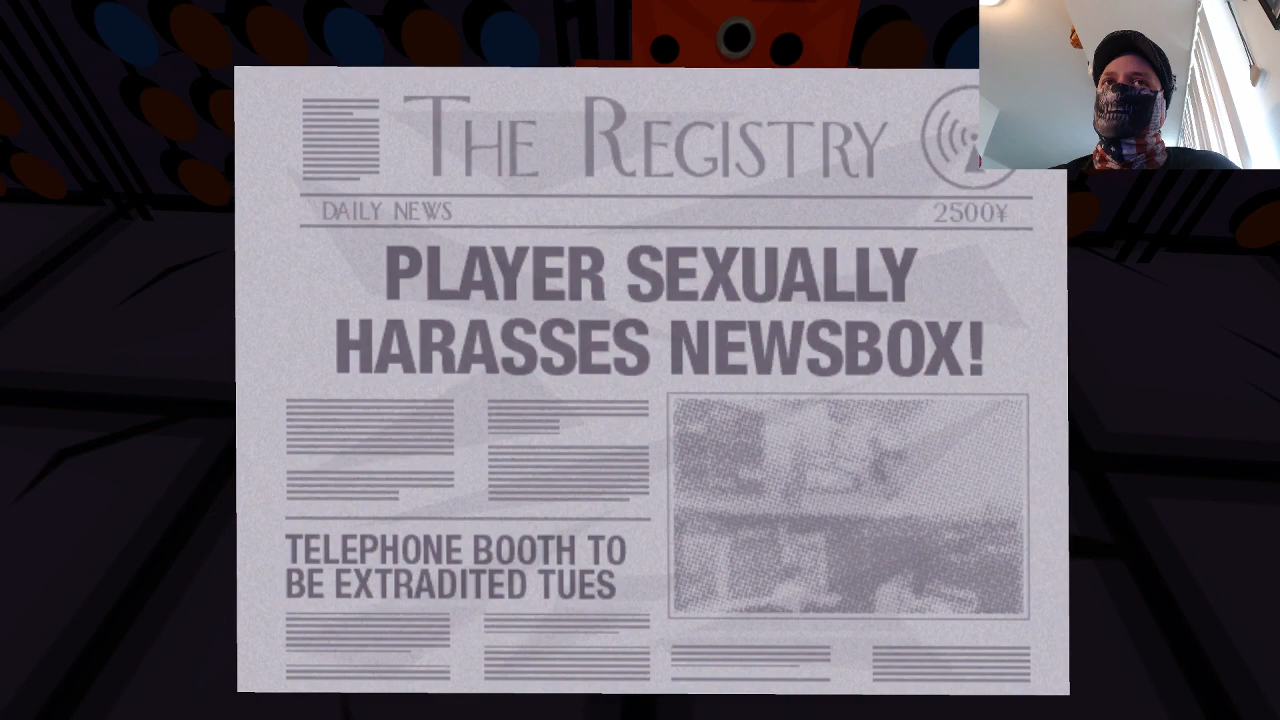 THE REGISTRY
DAILY NEWS
2500¥
PLAYER SEXUALLY
HARASSES NEWSBOX!
TELEPHONE BOOTH TO
BE EXTRADITED TUES